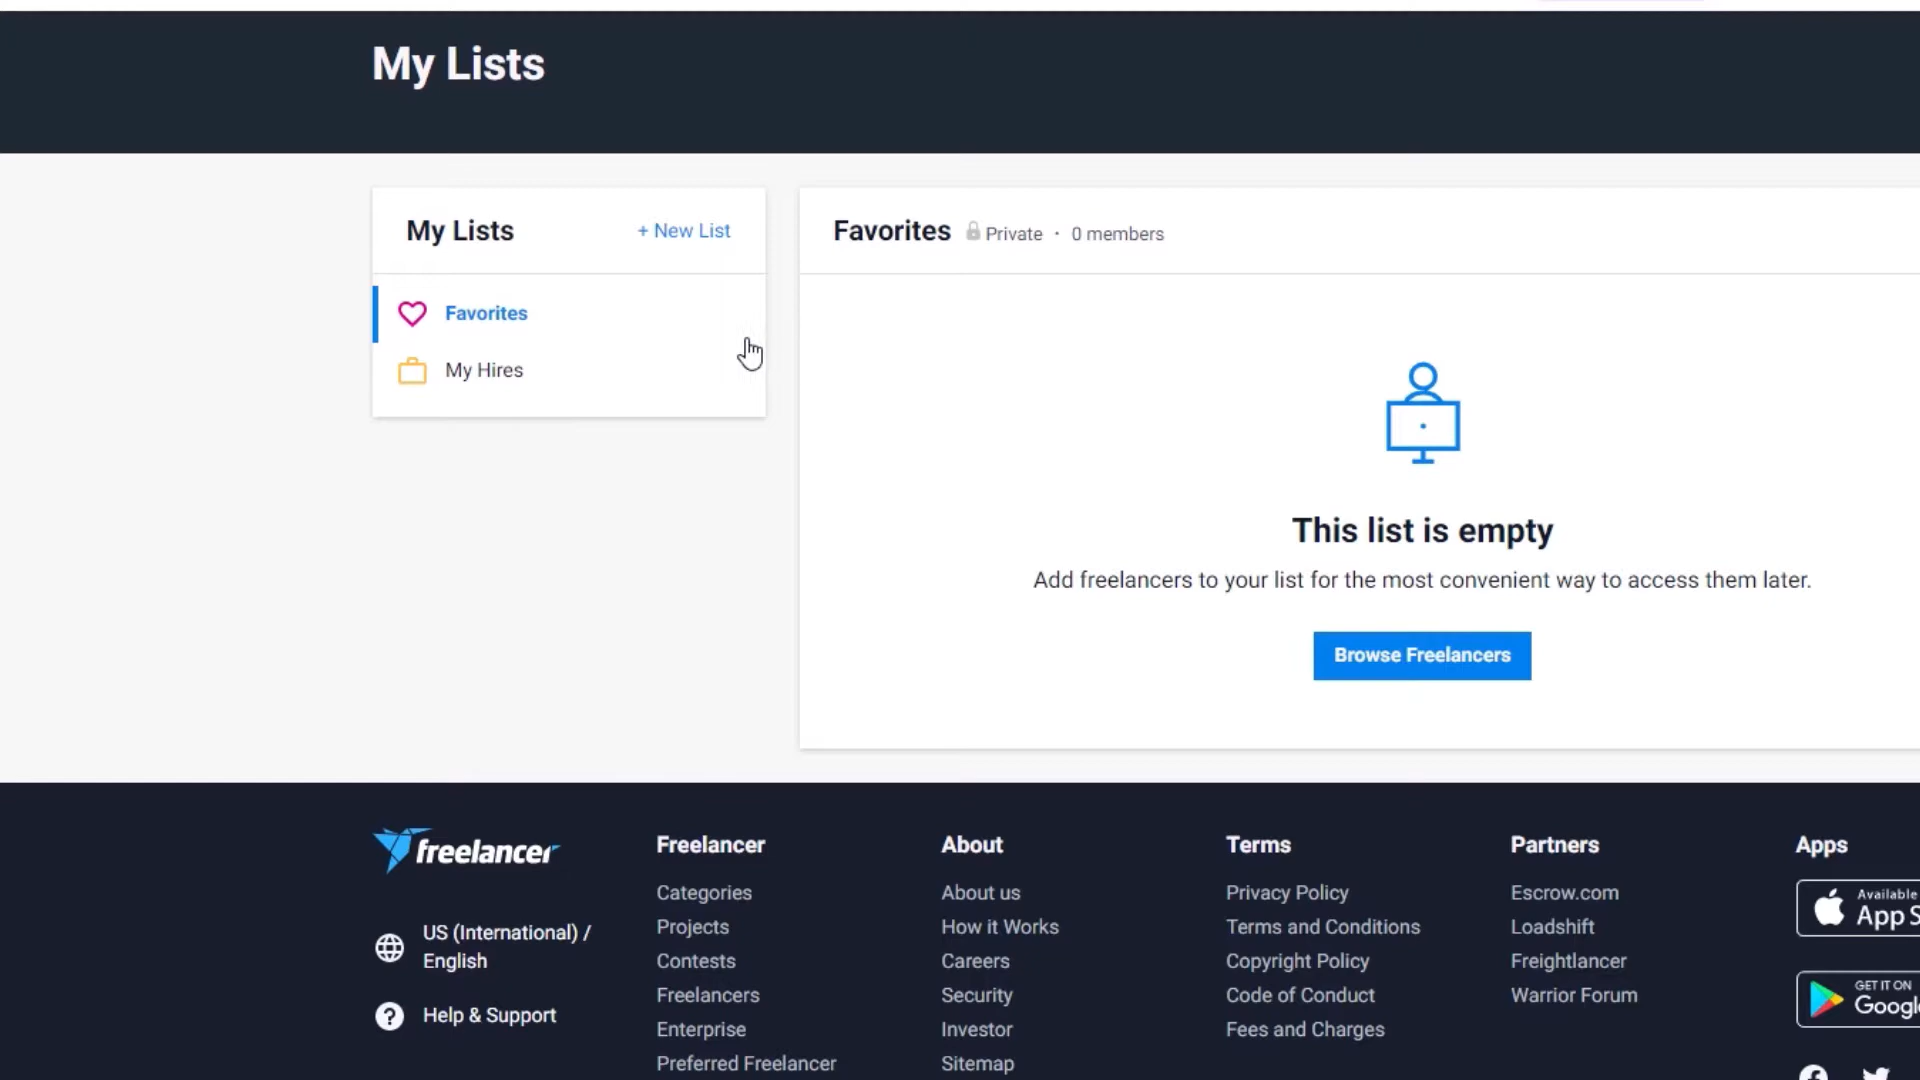 My Lists
My Lists
+ New List
Favorites
My Hires
Favorites Private · 0 members
This list is empty
Add freelancers to your list for the most convenient way to access them later.
Browse Freelancers
freelancer
US (International) /
English
Help & Support
Freelancer
Categories
Projects
Contests
Freelancers
Enterprise
Preferred Freelancer
About
About us
How it Works
Careers
Security
Investor
Sitemap
Terms
Privacy Policy
Terms and Conditions
Copyright Policy
Code of Conduct
Fees and Charges
Partners
Escrow.com
Loadshift
Freightlancer
Warrior Forum
Apps
Available
App S
GET IT ON
Google